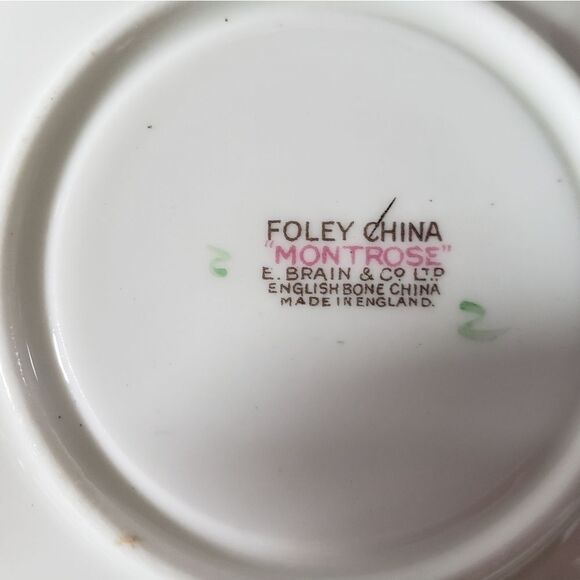 FOLEY CHINA
"MONTROSE"
E. BRAIN & CO LTD
ENGLISH BONE CHINA
MADE IN ENGLAND.